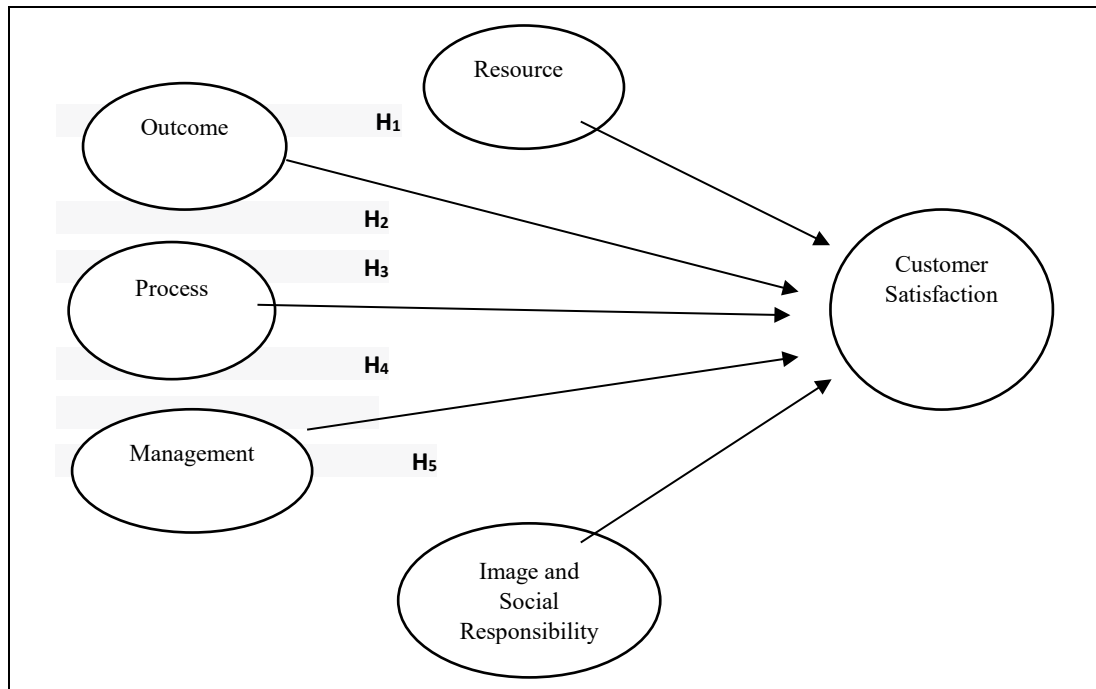 Resource
Outcome
H₁
H₂
H₃
Process
Customer
Satisfaction
H₄
Management
H₅
Image and
Social
Responsibility